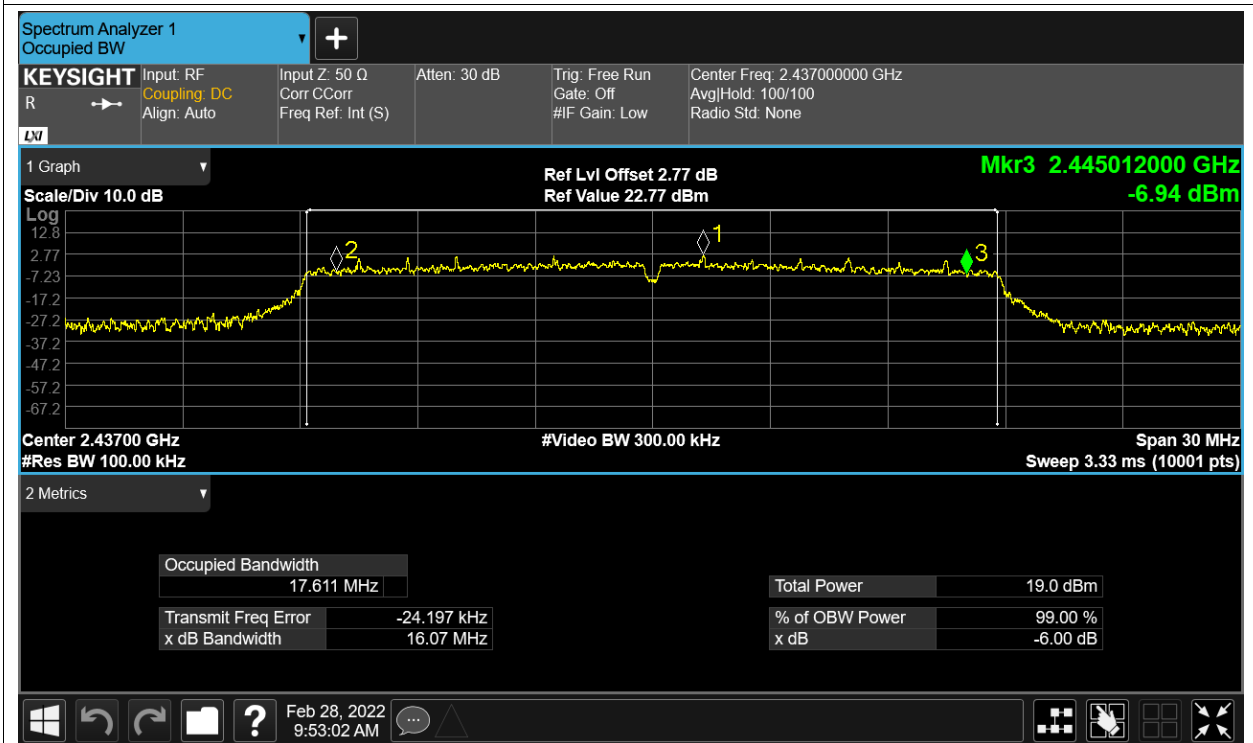 Spectrum Analyzer 1
Occupied BW
KEYSIGHT
R
LXI
Input: RF
Coupling: DC
Align: Auto
Input Z: 50 Ω
Corr CCorr
Freq Ref: Int (S)
Atten: 30 dB
Trig: Free Run
Gate: Off
#IF Gain: Low
Center Freq: 2.437000000 GHz
Avg|Hold: 100/100
Radio Std: None
1 Graph
Ref Lvl Offset 2.77 dB
Mkr3 2.445012000 GHz
Scale/Div 10.0 dB
Ref Value 22.77 dBm
-6.94 dBm
Log
12.8
2.77
-7.23
-17.2
-27.2
-37.2
-47.2
-57.2
-67.2
2
1
3
Center 2.43700 GHz
#Video BW 300.00 kHz
Span 30 MHz
#Res BW 100.00 kHz
Sweep 3.33 ms (10001 pts)
2 Metrics
Occupied Bandwidth
17.611 MHz
Total Power 19.0 dBm
Transmit Freq Error -24.197 kHz
% of OBW Power 99.00 %
x dB Bandwidth 16.07 MHz
x dB -6.00 dB
?
Feb 28, 2022
9:53:02 AM